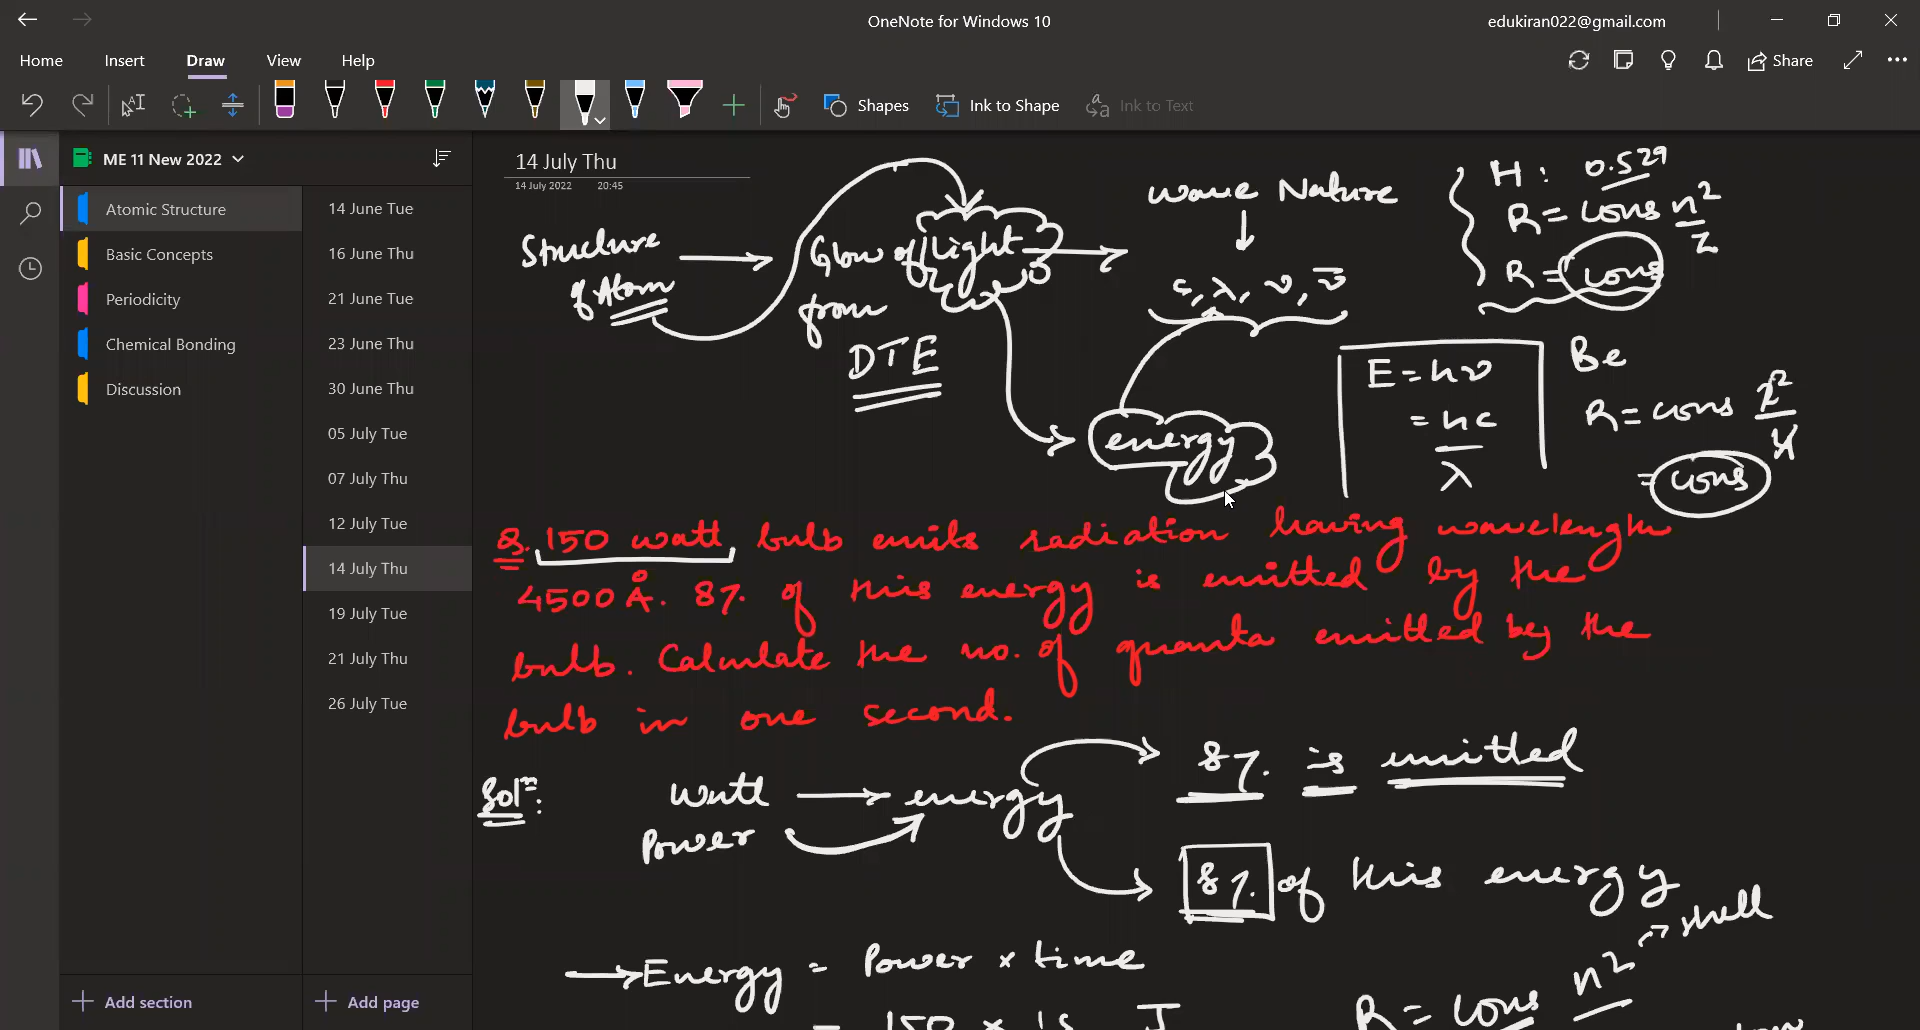 OneNote for Windows 10
edukiran022@gmail.com
Home Insert Draw View Help
Share
Shapes Ink to Shape Ink to Text
ME 11 New 2022
Atomic Structure
Basic Concepts
Periodicity
Chemical Bonding
Discussion
Add section
14 June Tue
16 June Thu
21 June Tue
23 June Thu
30 June Thu
05 July Tue
07 July Thu
12 July Tue
14 July Thu
19 July Tue
21 July Thu
26 July Tue
Add page
14 July Thu
14 July 2022 20:45
Structure
of Atom
Glow of Light
from
DTE
wave Nature
c, λ, ν, ν̅
energy
H : 0.529
R = cons n²/Z
R = cons
E = hν
= hc/λ
Be
R = cons 2²/4
= cons
Q. 150 watt bulb emits radiation having wavelength
4500 Å. 8% of this energy is emitted by the
bulb. Calculate the no. of quanta emitted by the
bulb in one second.
Solⁿ:
Watt → energy
Power
8% is emitted
8% of this energy
→ Energy = Power × time
= 150 × 1s J
R = cons n² → shell